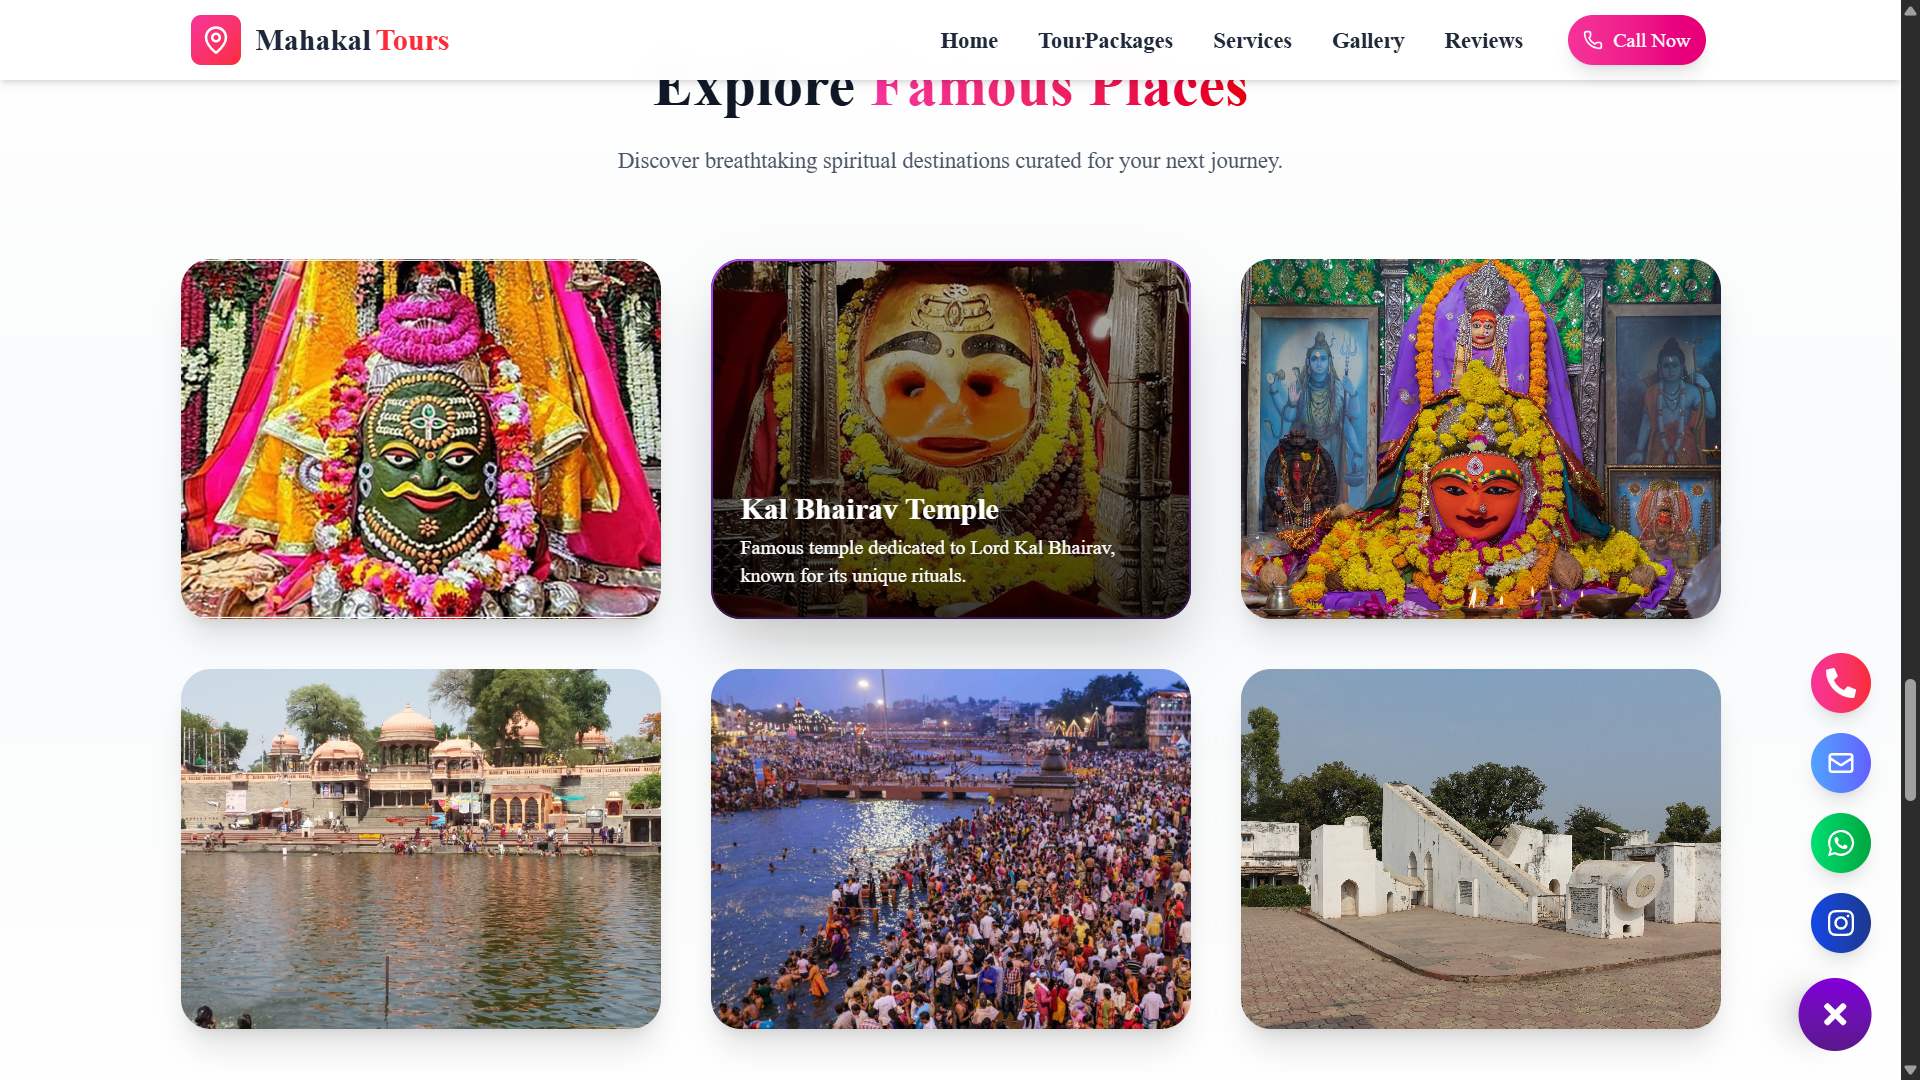 Mahakal Tours
Home
TourPackages
Services
Gallery
Reviews
Call Now
Explore Famous Places
Discover breathtaking spiritual destinations curated for your next journey.
Kal Bhairav Temple
Famous temple dedicated to Lord Kal Bhairav,
known for its unique rituals.